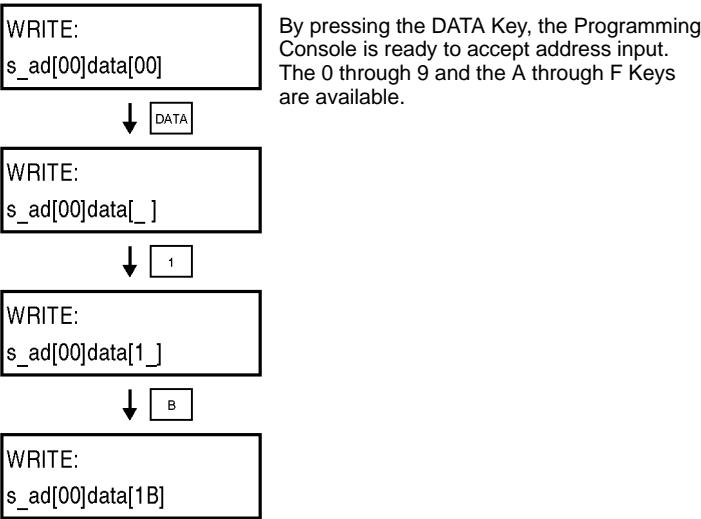 WRITE:
s_ad[00]data[00]
By pressing the DATA Key, the Programming
Console is ready to accept address input.
The 0 through 9 and the A through F Keys
are available.
DATA
WRITE:
s_ad[00]data[_ ]
1
WRITE:
s_ad[00]data[1_]
B
WRITE:
s_ad[00]data[1B]